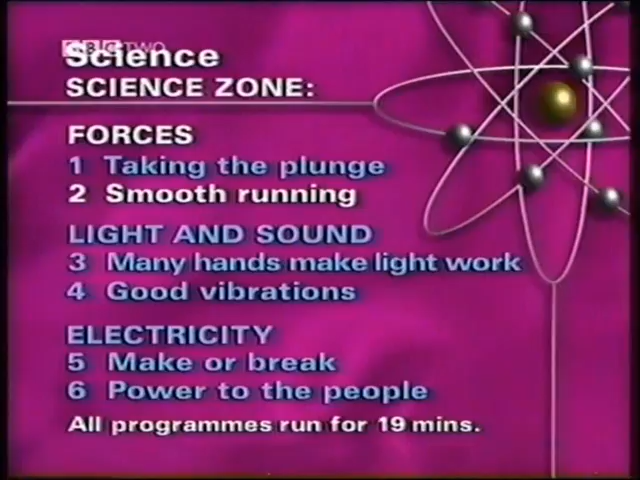 BBC TWO
Science
SCIENCE ZONE:
FORCES
1 Taking the plunge
2 Smooth running
LIGHT AND SOUND
3 Many hands make light work
4 Good vibrations
ELECTRICITY
5 Make or break
6 Power to the people
All programmes run for 19 mins.